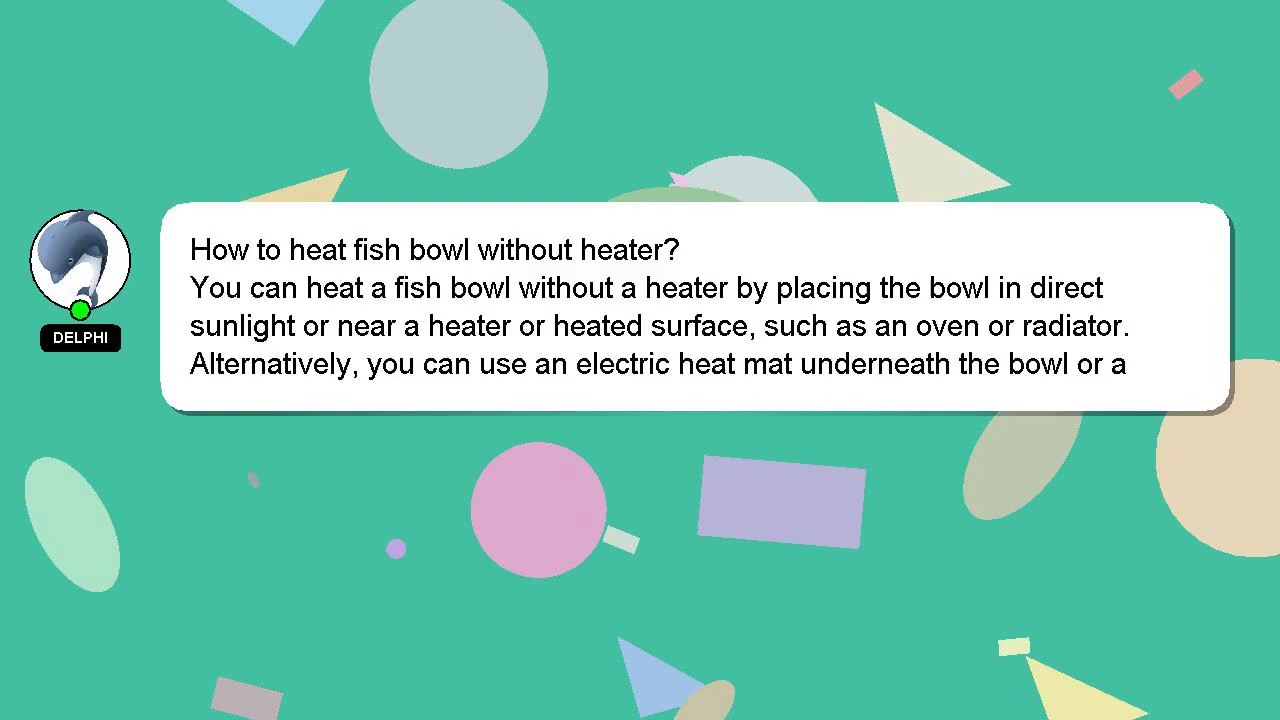 How to heat fish bowl without heater?
You can heat a fish bowl without a heater by placing the bowl in direct
sunlight or near a heater or heated surface, such as an oven or radiator.
Alternatively, you can use an electric heat mat underneath the bowl or a
DELPHI